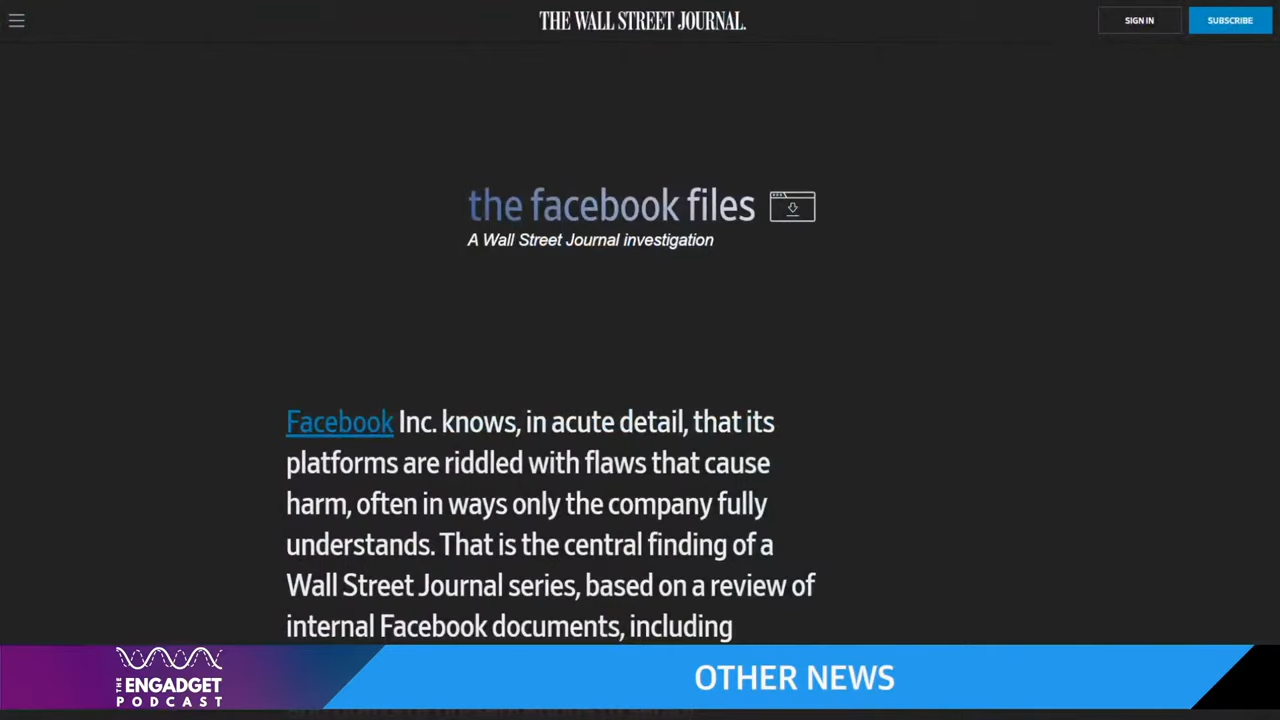 THE WALL STREET JOURNAL.
SIGN IN
SUBSCRIBE
the facebook files
A Wall Street Journal investigation
Facebook Inc. knows, in acute detail, that its
platforms are riddled with flaws that cause
harm, often in ways only the company fully
understands. That is the central finding of a
Wall Street Journal series, based on a review of
internal Facebook documents, including
THE ENGADGET
PODCAST
OTHER NEWS